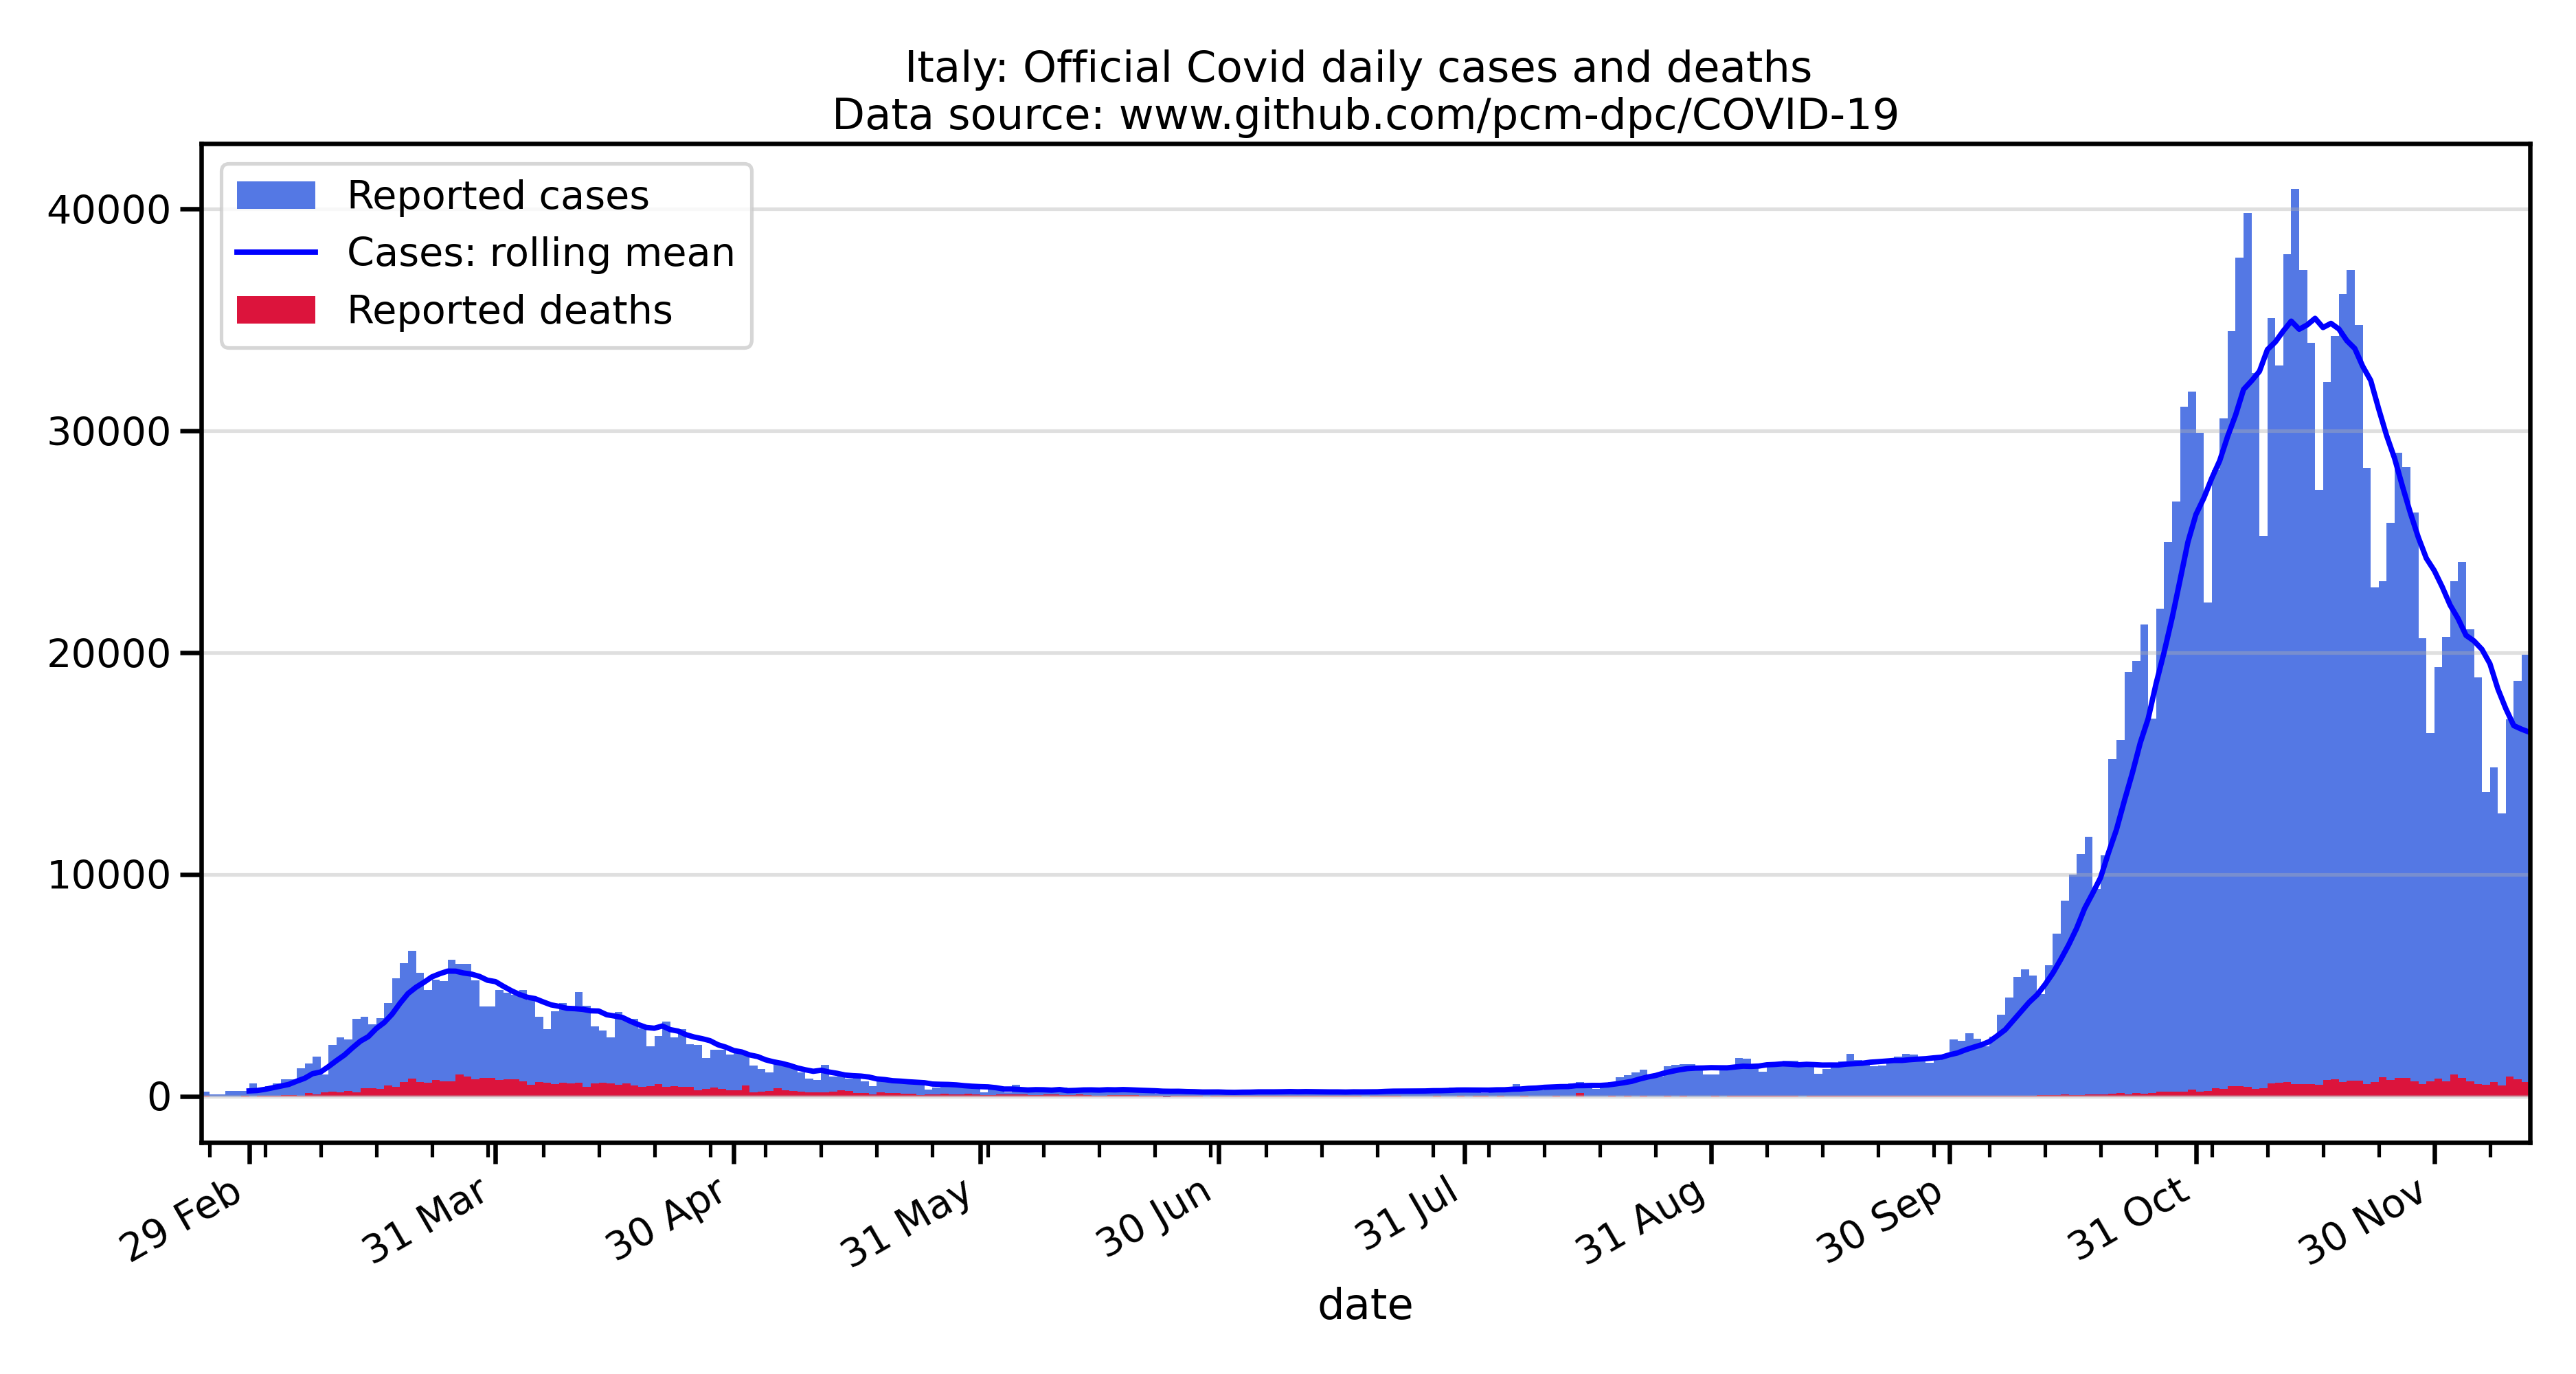 Italy: Official Covid daily cases and deaths
Data source: www.github.com/pcm-dpc/COVID-19
Reported cases
Cases: rolling mean
Reported deaths
40000
30000
20000
10000
0
29 Feb
31 Mar
30 Apr
31 May
30 Jun
31 Jul
31 Aug
30 Sep
31 Oct
30 Nov
date